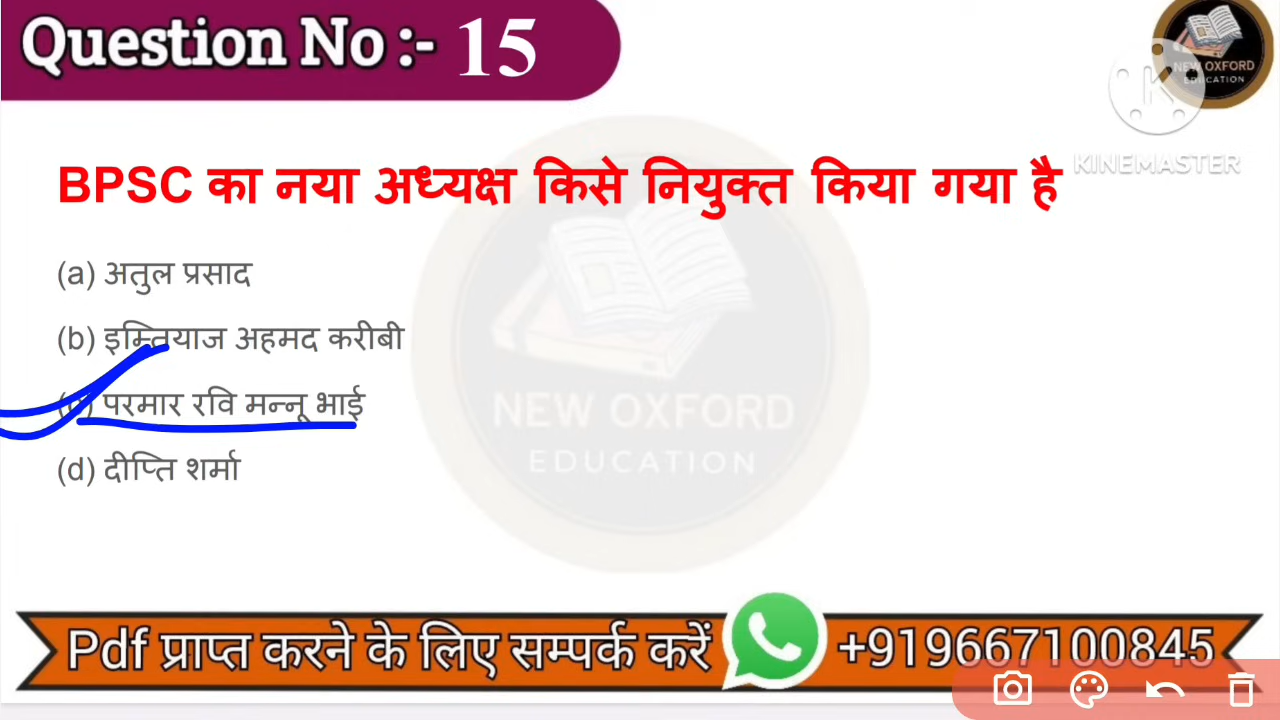 Question No :- 15
NEW OXFORD
EDUCATION
KINEMASTER
BPSC का नया अध्यक्ष किसे नियुक्त किया गया है
(a) अतुल प्रसाद
(b) इम्तियाज अहमद करीबी
(c) परमार रवि मन्नू भाई
(d) दीप्ति शर्मा
NEW OXFORD
EDUCATION
Pdf प्राप्त करने के लिए सम्पर्क करें +919667100845